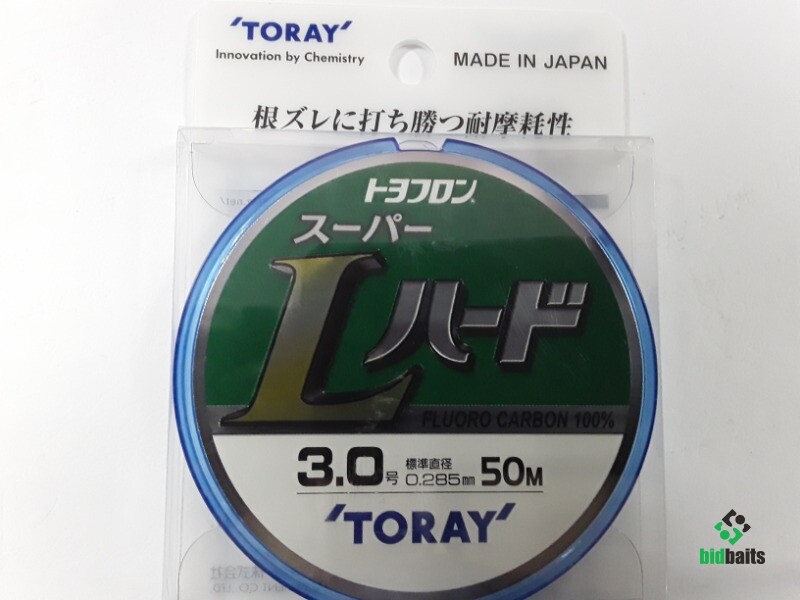 'TORAY'
Innovation by Chemistry
MADE IN JAPAN
根ズレに打ち勝つ耐摩耗性
トヨフロン®
スーパー
Lハード
FLUORO CARBON 100%
3.0号 標準直径 0.285mm 50M
'TORAY'
bidbaits